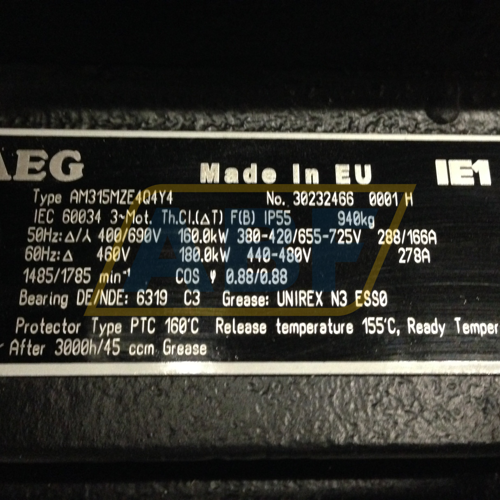 AEG Made In EU IE1
Type AM315MZE4Q4Y4 No. 30232466 0001 H
IEC 60034 3~Mot. Th.Cl.(ΔT) F(B) IP55 940kg
50Hz:Δ/⅄ 400/690V 160.0kW 380-420/655-725V 288/166A
60Hz:Δ 460V 180.0kW 440-480V 278A
1485/1785 min⁻¹ COS φ 0.88/0.88
Bearing DE/NDE: 6319 C3 Grease: UNIREX N3 ESSO
Protector Type PTC 160°C Release temperature 155°C, Ready Temper
After 3000h/45 ccm Grease
ABF